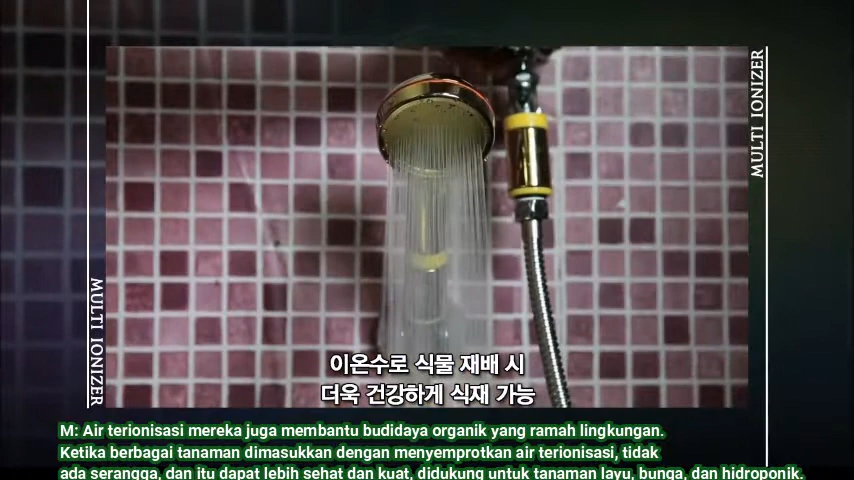 MULTI IONIZER
MULTI IONIZER
이온수로 식물 재배 시
더욱 건강하게 식재 가능
M: Air terionisasi mereka juga membantu budidaya organik yang ramah lingkungan.
Ketika berbagai tanaman dimasukkan dengan menyemprotkan air terionisasi, tidak
ada serangga, dan itu dapat lebih sehat dan kuat, didukung untuk tanaman layu, bunga, dan hidroponik.